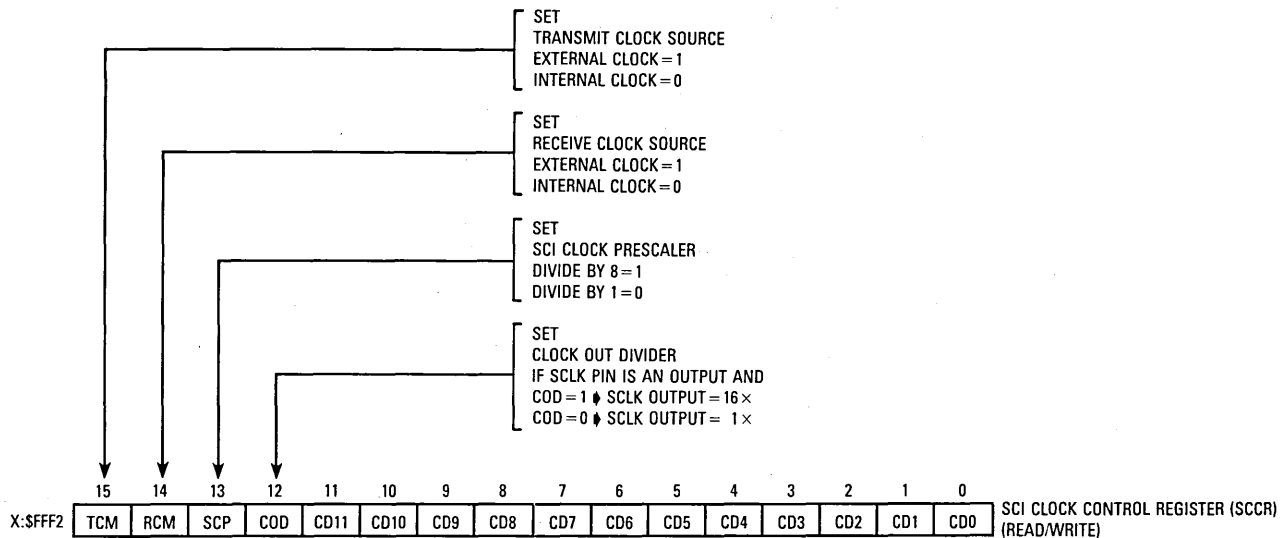 SET
TRANSMIT CLOCK SOURCE
EXTERNAL CLOCK=1
INTERNAL CLOCK=0
SET
RECEIVE CLOCK SOURCE
EXTERNAL CLOCK=1
INTERNAL CLOCK=0
SET
SCI CLOCK PRESCALER
DIVIDE BY 8=1
DIVIDE BY 1=0
SET
CLOCK OUT DIVIDER
IF SCLK PIN IS AN OUTPUT AND
COD=1 ➧ SCLK OUTPUT=16×
COD=0 ➧ SCLK OUTPUT= 1×
15 14 13 12 11 10 9 8 7 6 5 4 3 2 1 0
X:$FFF2 TCM RCM SCP COD CD11 CD10 CD9 CD8 CD7 CD6 CD5 CD4 CD3 CD2 CD1 CD0 SCI CLOCK CONTROL REGISTER (SCCR)
(READ/WRITE)